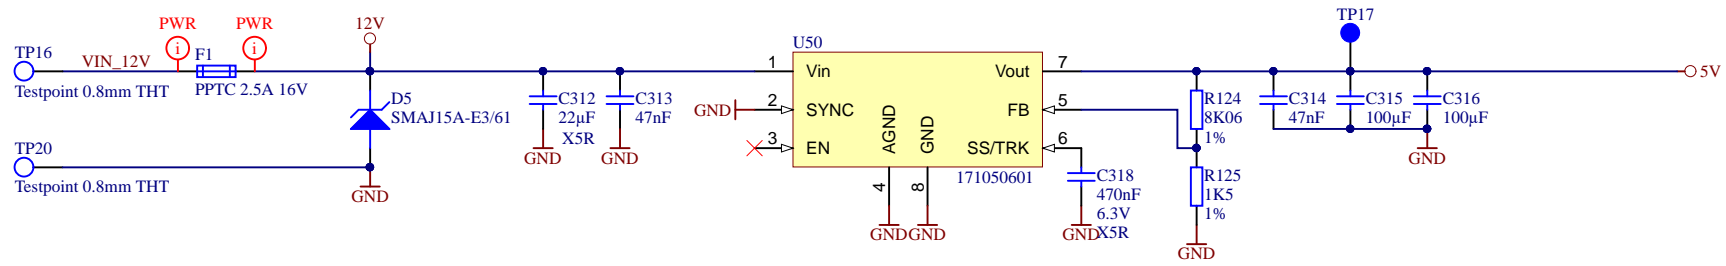 TP16
VIN_12V
Testpoint 0.8mm THT
PWR
i
PWR
i
F1
PPTC 2.5A 16V
12V
D5
SMAJ15A-E3/61
TP20
Testpoint 0.8mm THT
GND
C312
22µF
X5R
GND
C313
47nF
GND
U50
1
Vin
GND
2
SYNC
3
EN
AGND
4
GND
8
GND
GND
Vout
7
FB
5
SS/TRK
6
171050601
C318
470nF
6.3V
X5R
GND
R124
8K06
1%
R125
1K5
1%
GND
C314
47nF
TP17
C315
100µF
C316
100µF
GND
5V